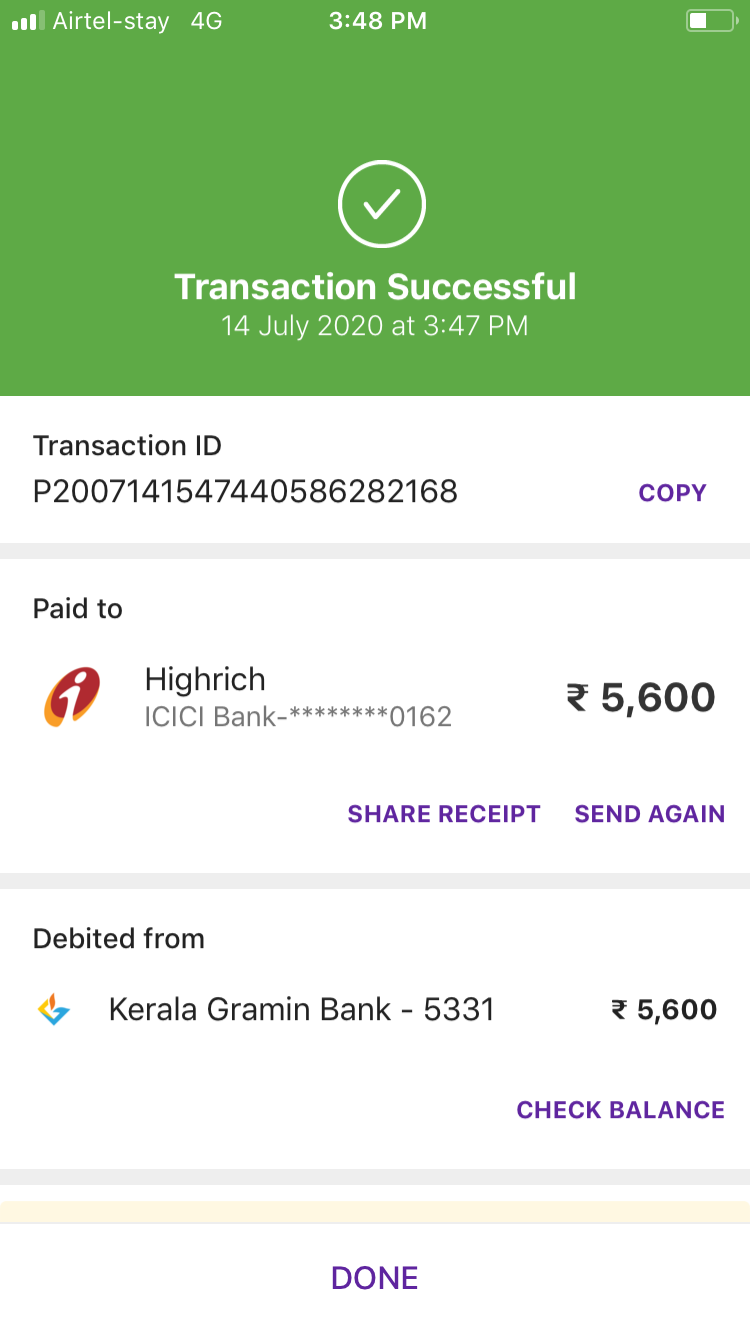 Airtel-stay 4G 3:48 PM
Transaction Successful
14 July 2020 at 3:47 PM
Transaction ID
P2007141547440586282168 COPY
Paid to
Highrich
ICICI Bank-********0162
₹ 5,600
SHARE RECEIPT SEND AGAIN
Debited from
Kerala Gramin Bank - 5331 ₹ 5,600
CHECK BALANCE
DONE